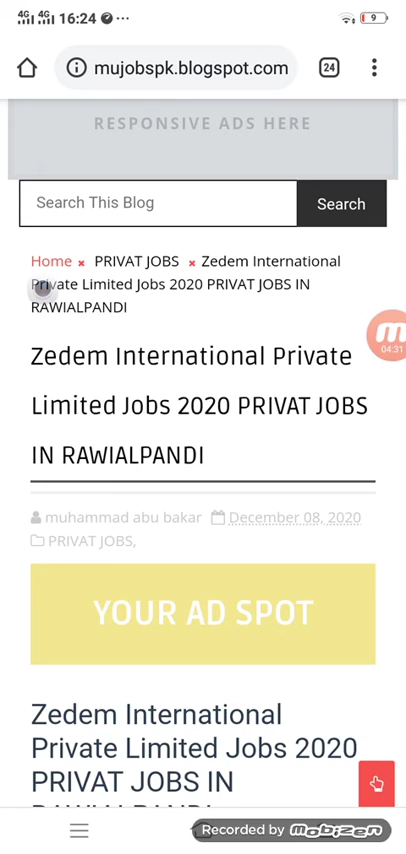 4G 4G 16:24
9
mujobspk.blogspot.com
24
RESPONSIVE ADS HERE
Search This Blog
Search
Home × PRIVAT JOBS × Zedem International
Private Limited Jobs 2020 PRIVAT JOBS IN
RAWIALPANDI
Zedem International Private
m
04:31
Limited Jobs 2020 PRIVAT JOBS
IN RAWIALPANDI
muhammad abu bakar December 08, 2020
PRIVAT JOBS,
YOUR AD SPOT
Zedem International
Private Limited Jobs 2020
PRIVAT JOBS IN
RAWIALPANDI
Recorded by mobizen